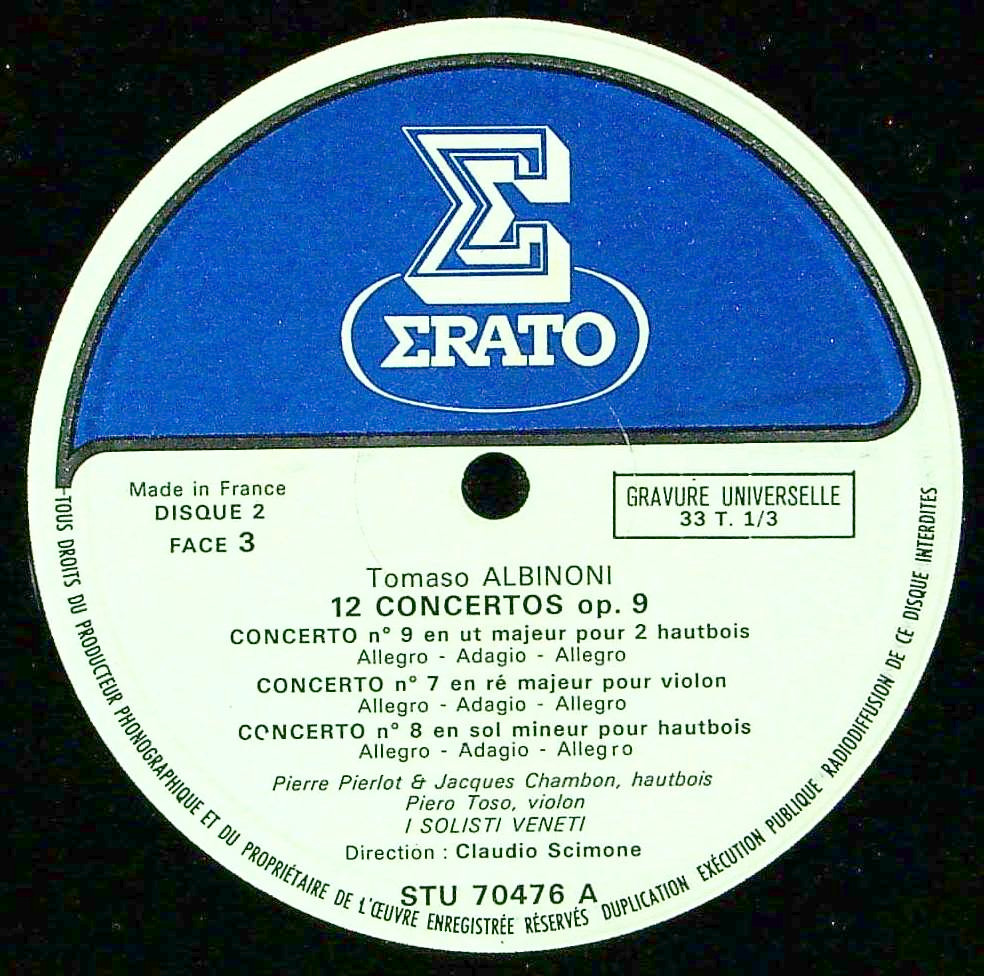 Σ
ΣRATO
Made in France
DISQUE 2
FACE 3
GRAVURE UNIVERSELLE
33 T. 1/3
Tomaso ALBINONI
12 CONCERTOS op. 9
CONCERTO n° 9 en ut majeur pour 2 hautbois
Allegro - Adagio - Allegro
CONCERTO n° 7 en ré majeur pour violon
Allegro - Adagio - Allegro
CONCERTO n° 8 en sol mineur pour hautbois
Allegro - Adagio - Allegro
Pierre Pierlot & Jacques Chambon, hautbois
Piero Toso, violon
I SOLISTI VENETI
Direction : Claudio Scimone
STU 70476 A
TOUS DROITS DU PRODUCTEUR PHONOGRAPHIQUE ET DU PROPRIÉTAIRE DE L'ŒUVRE ENREGISTRÉE RÉSERVÉS DUPLICATION EXÉCUTION PUBLIQUE RADIODIFFUSION DE CE DISQUE INTERDITES